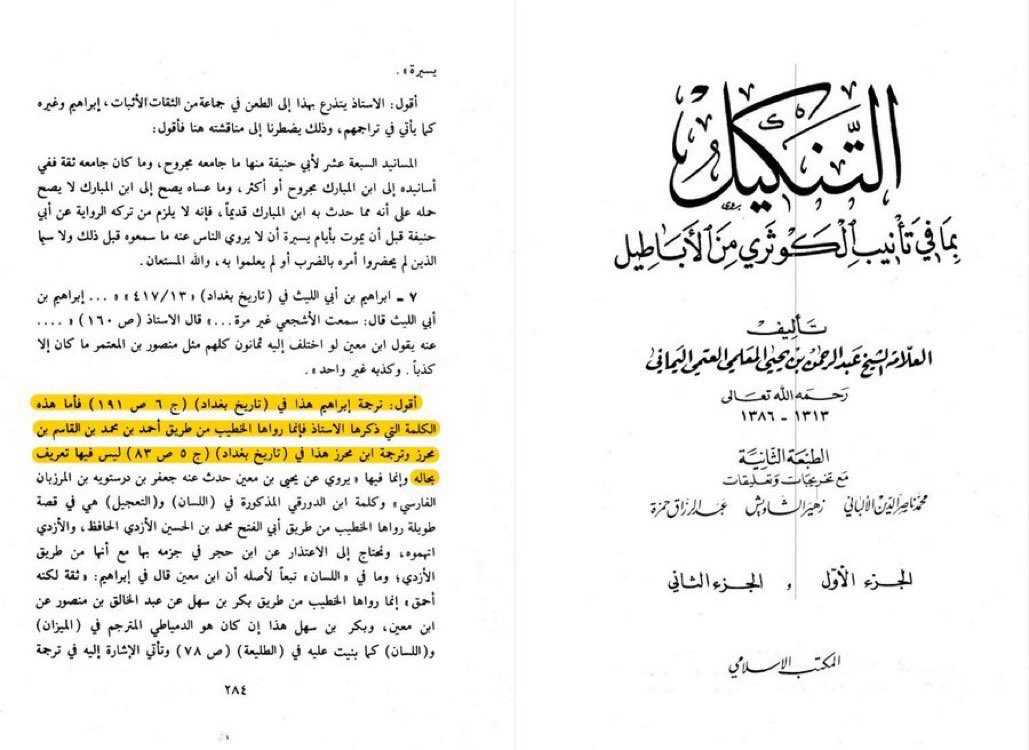 التنكيل
بما في تأنيب الكوثري من الأباطيل
تأليف
العلامة الشيخ عبد الرحمن بن يحيى المعلمي العتمي اليماني
رحمه الله تعالى
١٣١٣ - ١٣٨٦
الطبعة الثانية
مع تخريجات وتعليقات
محمد ناصر الدين الألباني زهير الشاويش عبد الرزاق حمزة
الجزء الأول و الجزء الثاني
المكتب الإسلامي
يسيرة» .
أقول: الاستاذ يتذرع بهذا إلى الطعن في جماعة من الثقات الأثبات، إبراهيم وغيره
كما يأتي في تراجمهم، وذلك يضطرنا إلى مناقشته هنا فأقول:
المسانيد السبعة عشر لأبي حنيفة منها ما جامعه مجروح، وما كان جامعه ثقة ففي
أسانيده إلى ابن المبارك مجروح أو أكثر، وما عساه يصح إلى ابن المبارك لا يصح
حمله على أنه مما حدث به ابن المبارك قديماً، فإنه لا يلزم من تركه الرواية عن أبي
حنيفة قبل أن يموت بأيام يسيرة أن لا يروي الناس عنه ما سمعوه قبل ذلك ولا سيما
الذين لم يحضروا أمره بالضرب أو لم يعلموا به، والله المستعان.
٧ - ابراهيم بن أبي الليث في (تاريخ بغداد) (٤١٧/١٣) «... إبراهيم بن
أبي الليث قال: سمعت الأشجعي غير مرة...» قال الاستاذ (ص ١٦٠) «....
عنه يقول ابن معين لو اختلف إليه ثمانون كلهم مثل منصور بن المعتمر ما كان إلا
كذباً. وكذبه غير واحد».
أقول: ترجمة إبراهيم هذا في (تاريخ بغداد) (ج ٦ ص ١٩١) فأما هذه
الكلمة التي ذكرها الاستاذ فإنما رواها الخطيب من طريق أحمد بن محمد بن القاسم بن
محرز وترجمة ابن محرز هذا في (تاريخ بغداد) (ج ٥ ص ٨٣) ليس فيها تعريف
بحاله وإنما فيها «يروي عن يحيى بن معين حدث عنه جعفر بن درستويه بن المرزبان
الفارسي» وكلمة ابن الدورقي المذكورة في (اللسان) و(التعجيل) هي في قصة
طويلة رواها الخطيب من طريق أبي الفتح محمد بن الحسين الأزدي الحافظ، والأزدي
اتهموه، ونحتاج إلى الاعتذار عن ابن حجر في جزمه بها مع أنها من طريق
الأزدي؛ وما في «اللسان» تبعاً لأصله أن ابن معين قال في إبراهيم: «ثقة لكنه
أحمق» إنما رواها الخطيب من طريق بكر بن سهل عن عبد الخالق بن منصور عن
ابن معين، وبكر بن سهل هذا إن كان هو الدمياطي المترجم في (الميزان)
و(اللسان) كما بنيت عليه في (الطليعة) (ص ٧٨) وتأتي الإشارة إليه في ترجمة
٢٨٤